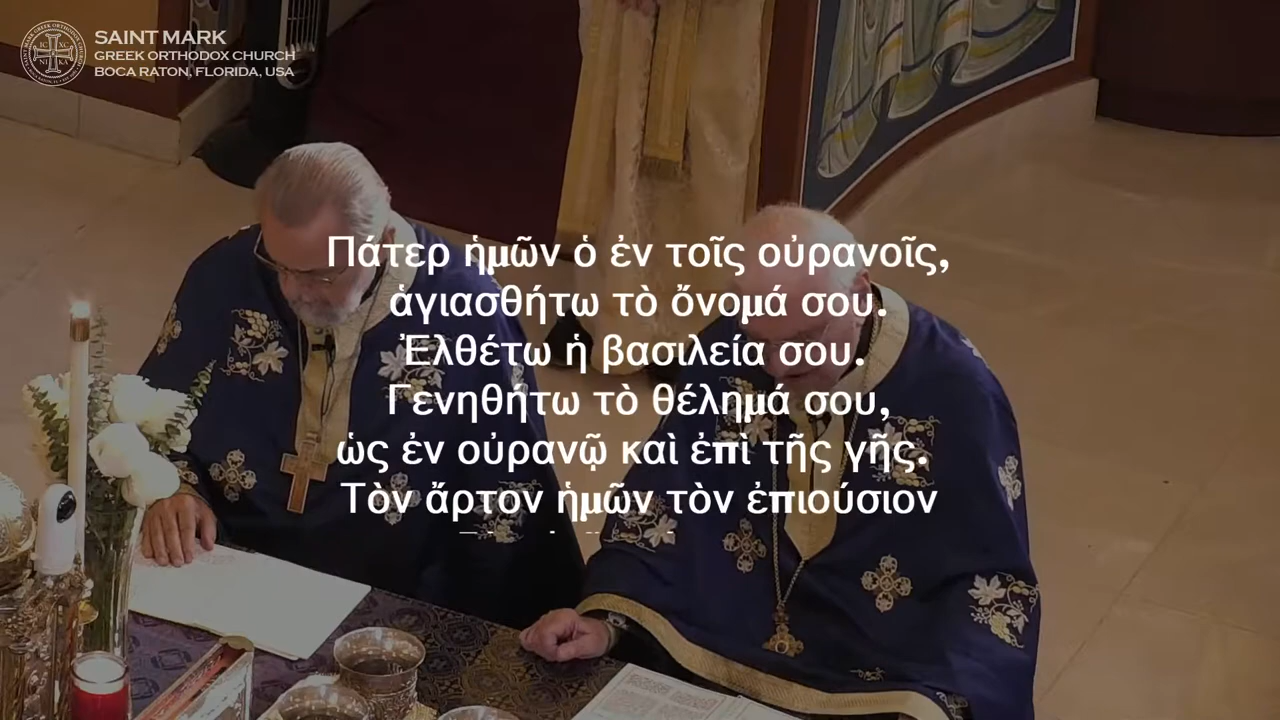 SAINT MARK
GREEK ORTHODOX CHURCH
BOCA RATON, FLORIDA, USA
Πάτερ ἡμῶν ὁ ἐν τοῖς οὐρανοῖς,
ἁγιασθήτω τὸ ὄνομά σου.
Ἐλθέτω ἡ βασιλεία σου.
Γενηθήτω τὸ θέλημά σου,
ὡς ἐν οὐρανῷ καὶ ἐπὶ τῆς γῆς.
Τὸν ἄρτον ἡμῶν τὸν ἐπιούσιον